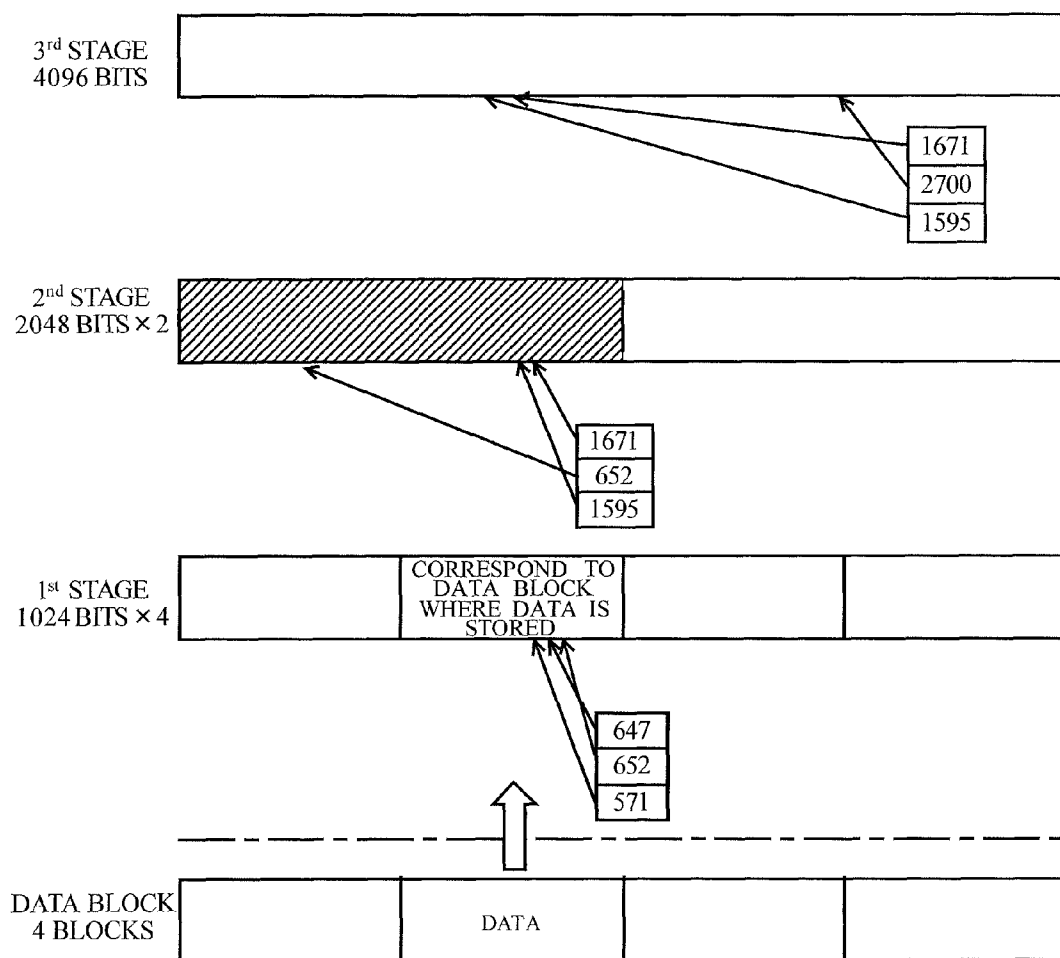 3rd STAGE
4096 BITS
1671
2700
1595
2nd STAGE
2048 BITS × 2
1671
652
1595
1st STAGE
1024 BITS × 4
CORRESPOND TO
DATA BLOCK
WHERE DATA IS
STORED
647
652
571
DATA BLOCK
4 BLOCKS
DATA